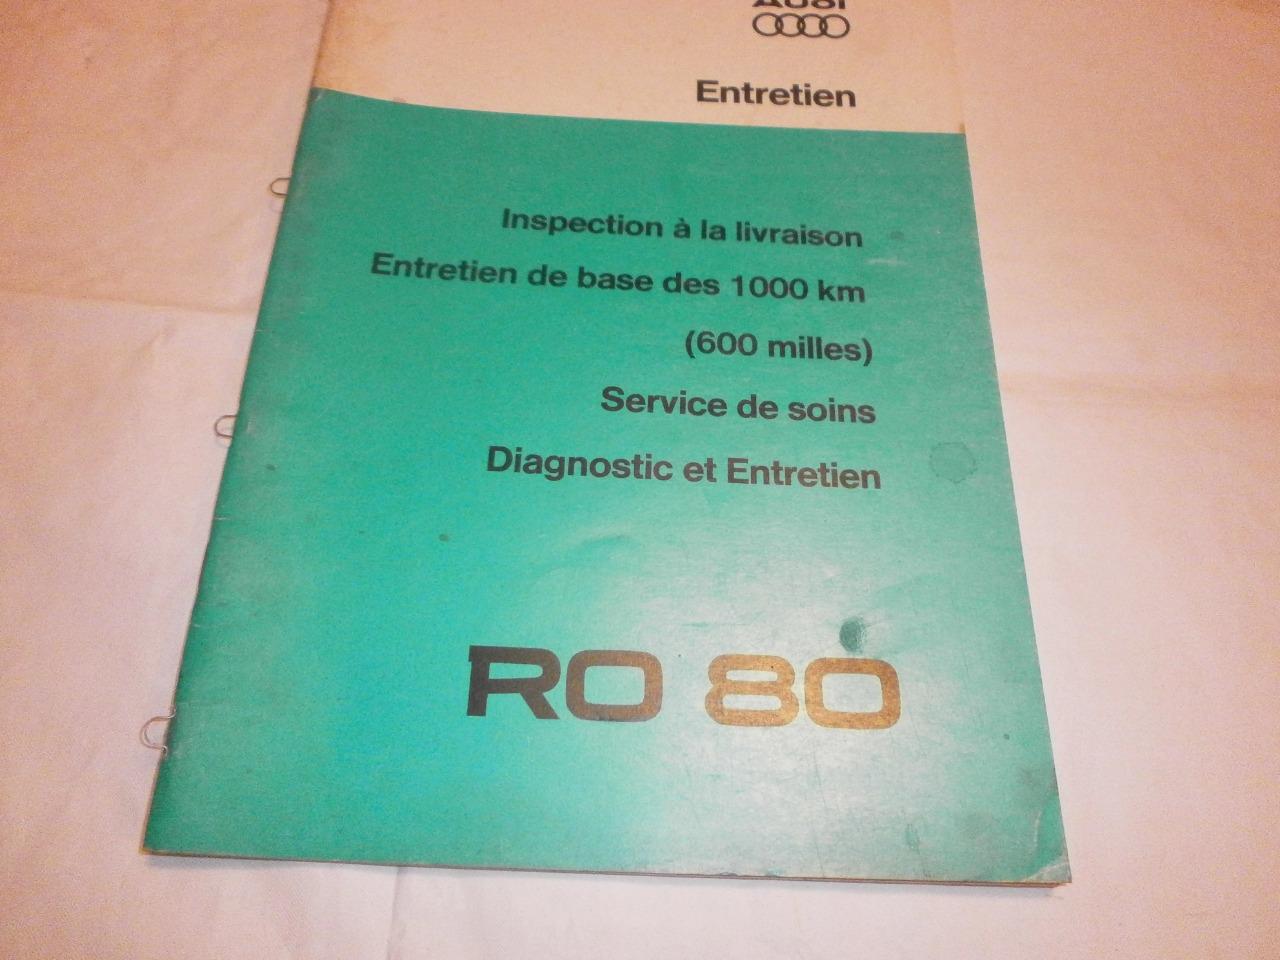 Audi
Entretien
Inspection à la livraison
Entretien de base des 1000 km
(600 milles)
Service de soins
Diagnostic et Entretien
RO 80